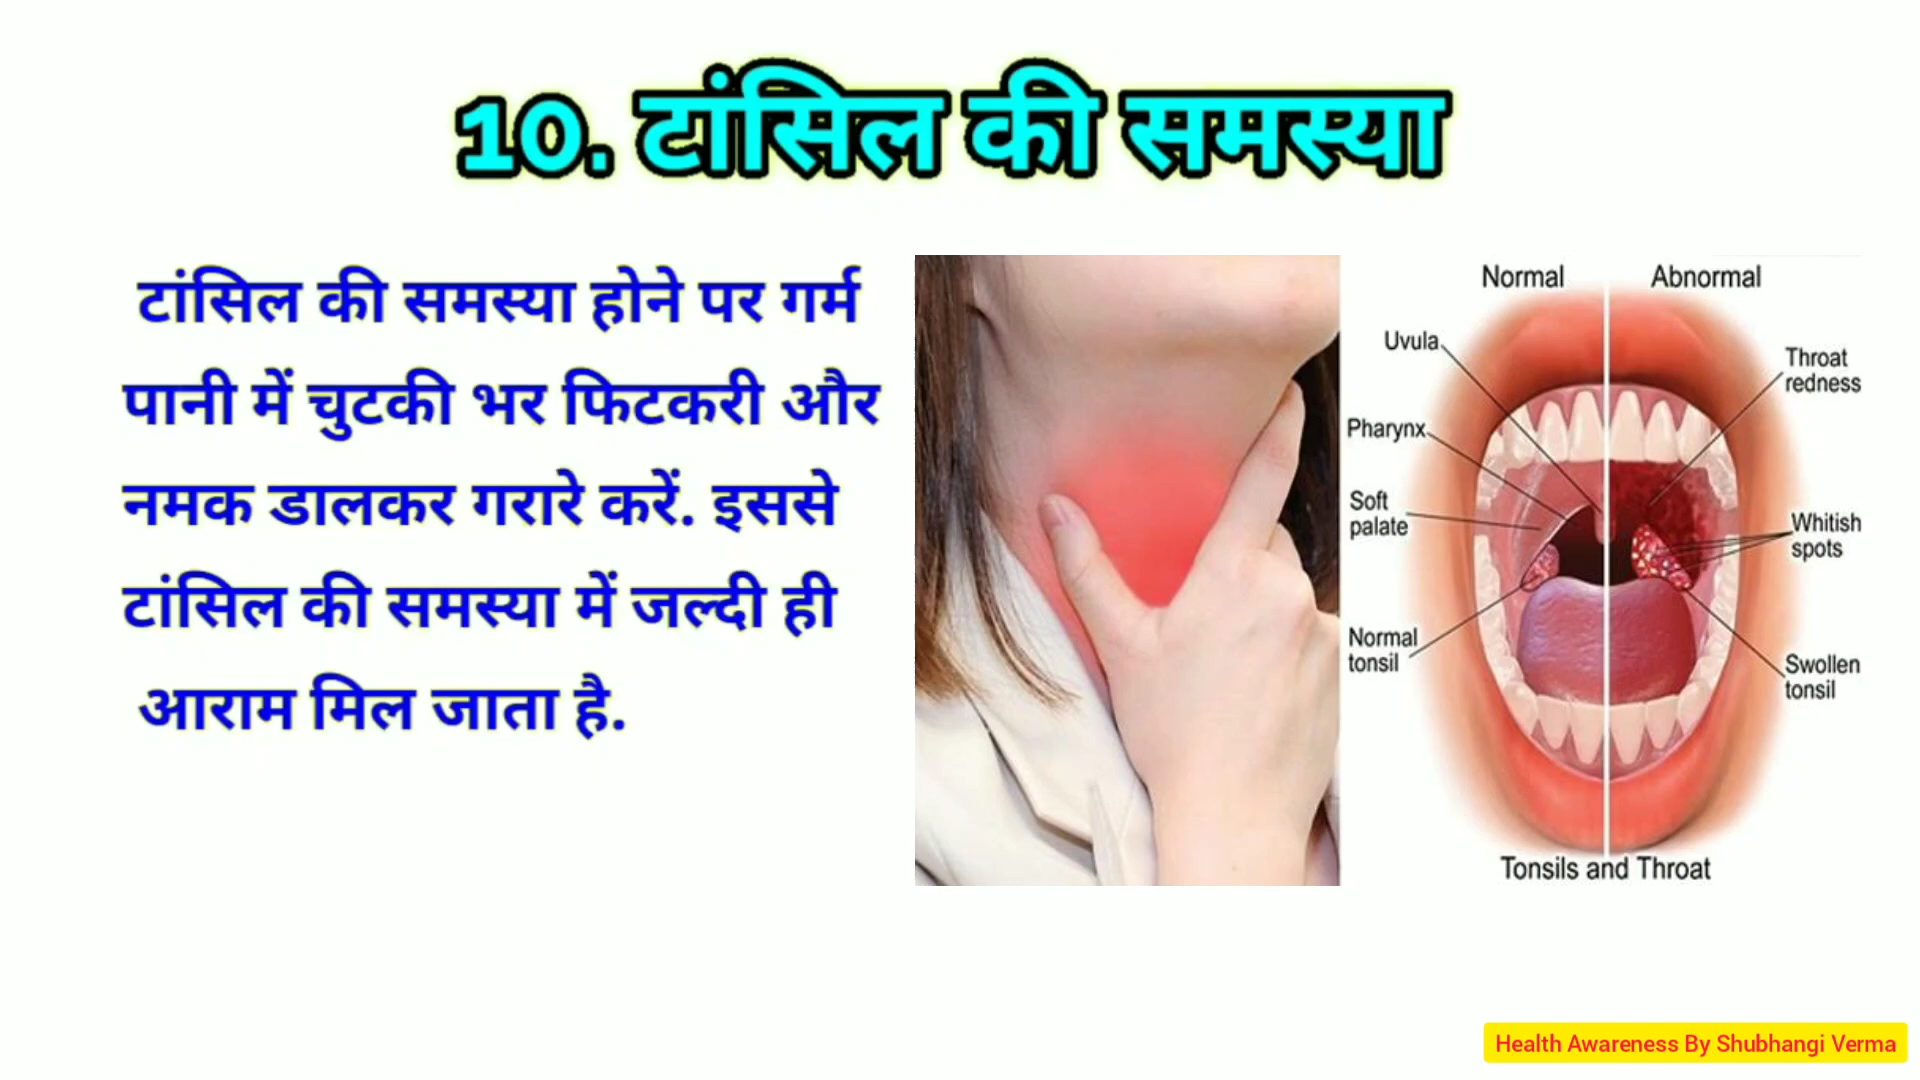 10. टांसिल की समस्या
टांसिल की समस्या होने पर गर्म
पानी में चुटकी भर फिटकरी और
नमक डालकर गरारे करें. इससे
टांसिल की समस्या में जल्दी ही
आराम मिल जाता है.
Normal
Abnormal
Uvula
Throat
redness
Pharynx
Soft
palate
Whitish
spots
Normal
tonsil
Swollen
tonsil
Tonsils and Throat
Health Awareness By Shubhangi Verma